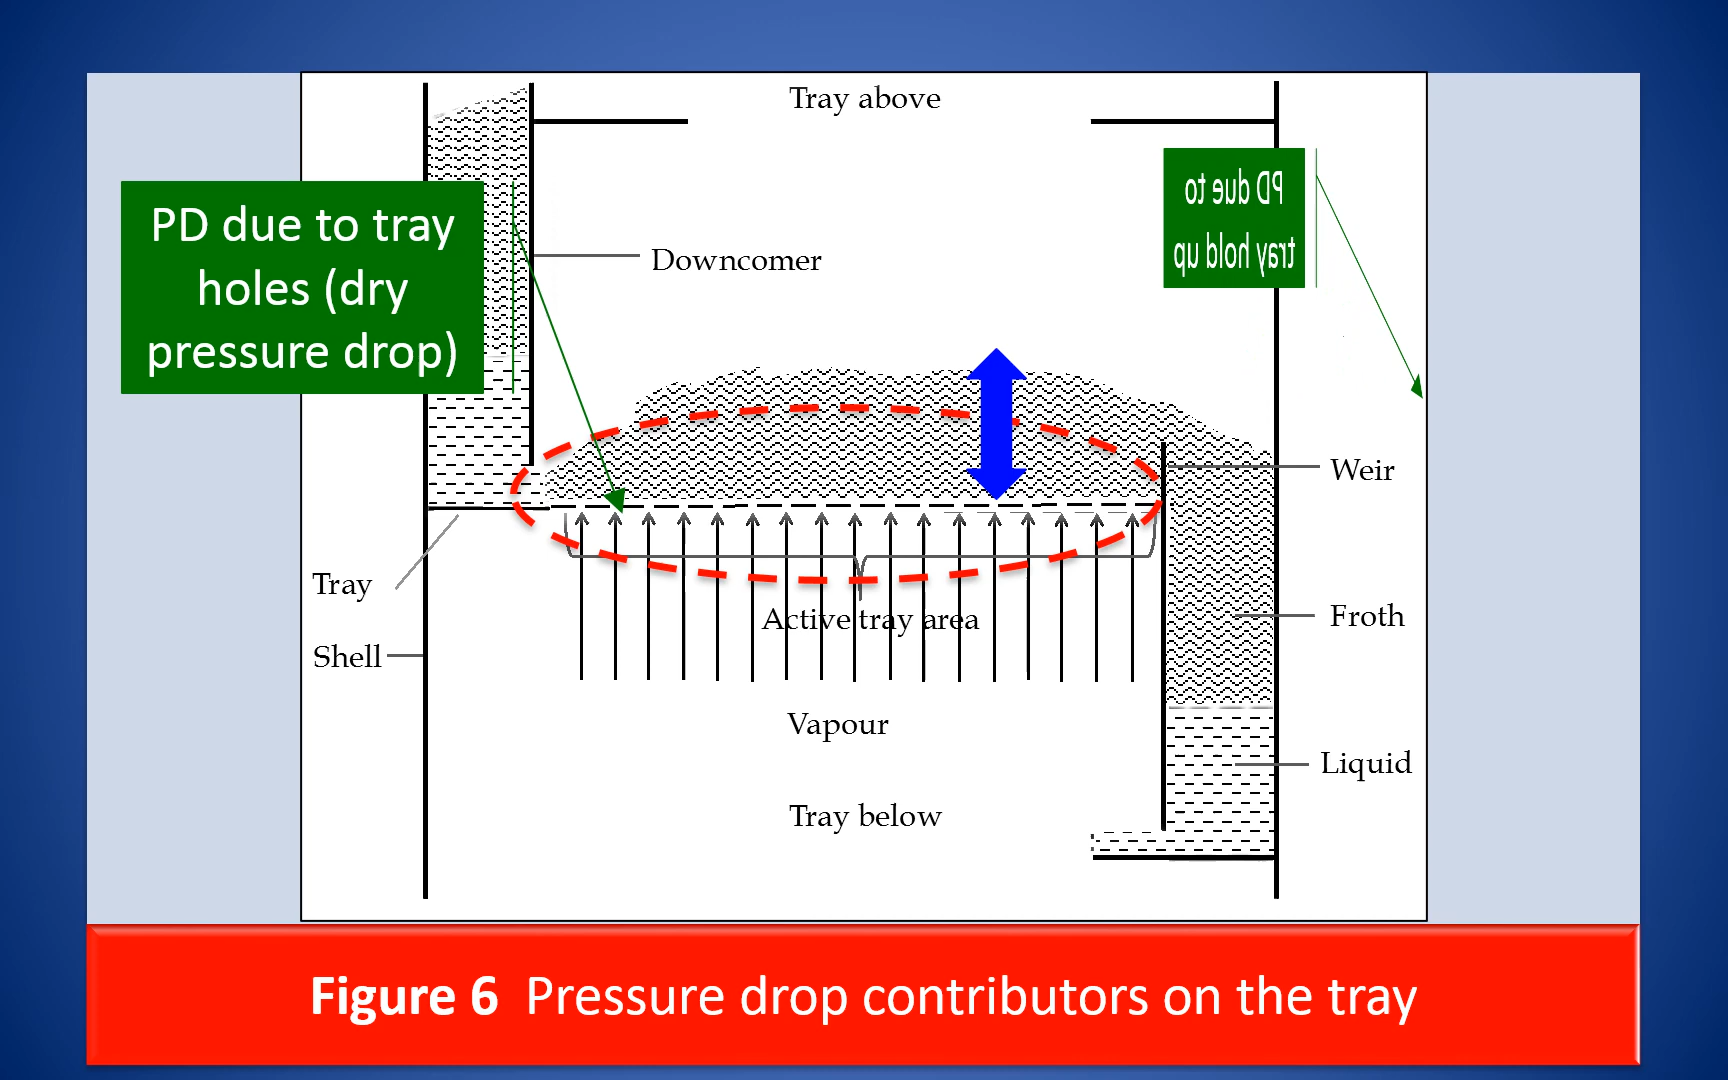 Tray above
PD due to
tray hold up
PD due to tray
holes (dry
pressure drop)
Downcomer
Weir
Tray
Active tray area
Froth
Shell
Vapour
Liquid
Tray below
Figure 6 Pressure drop contributors on the tray